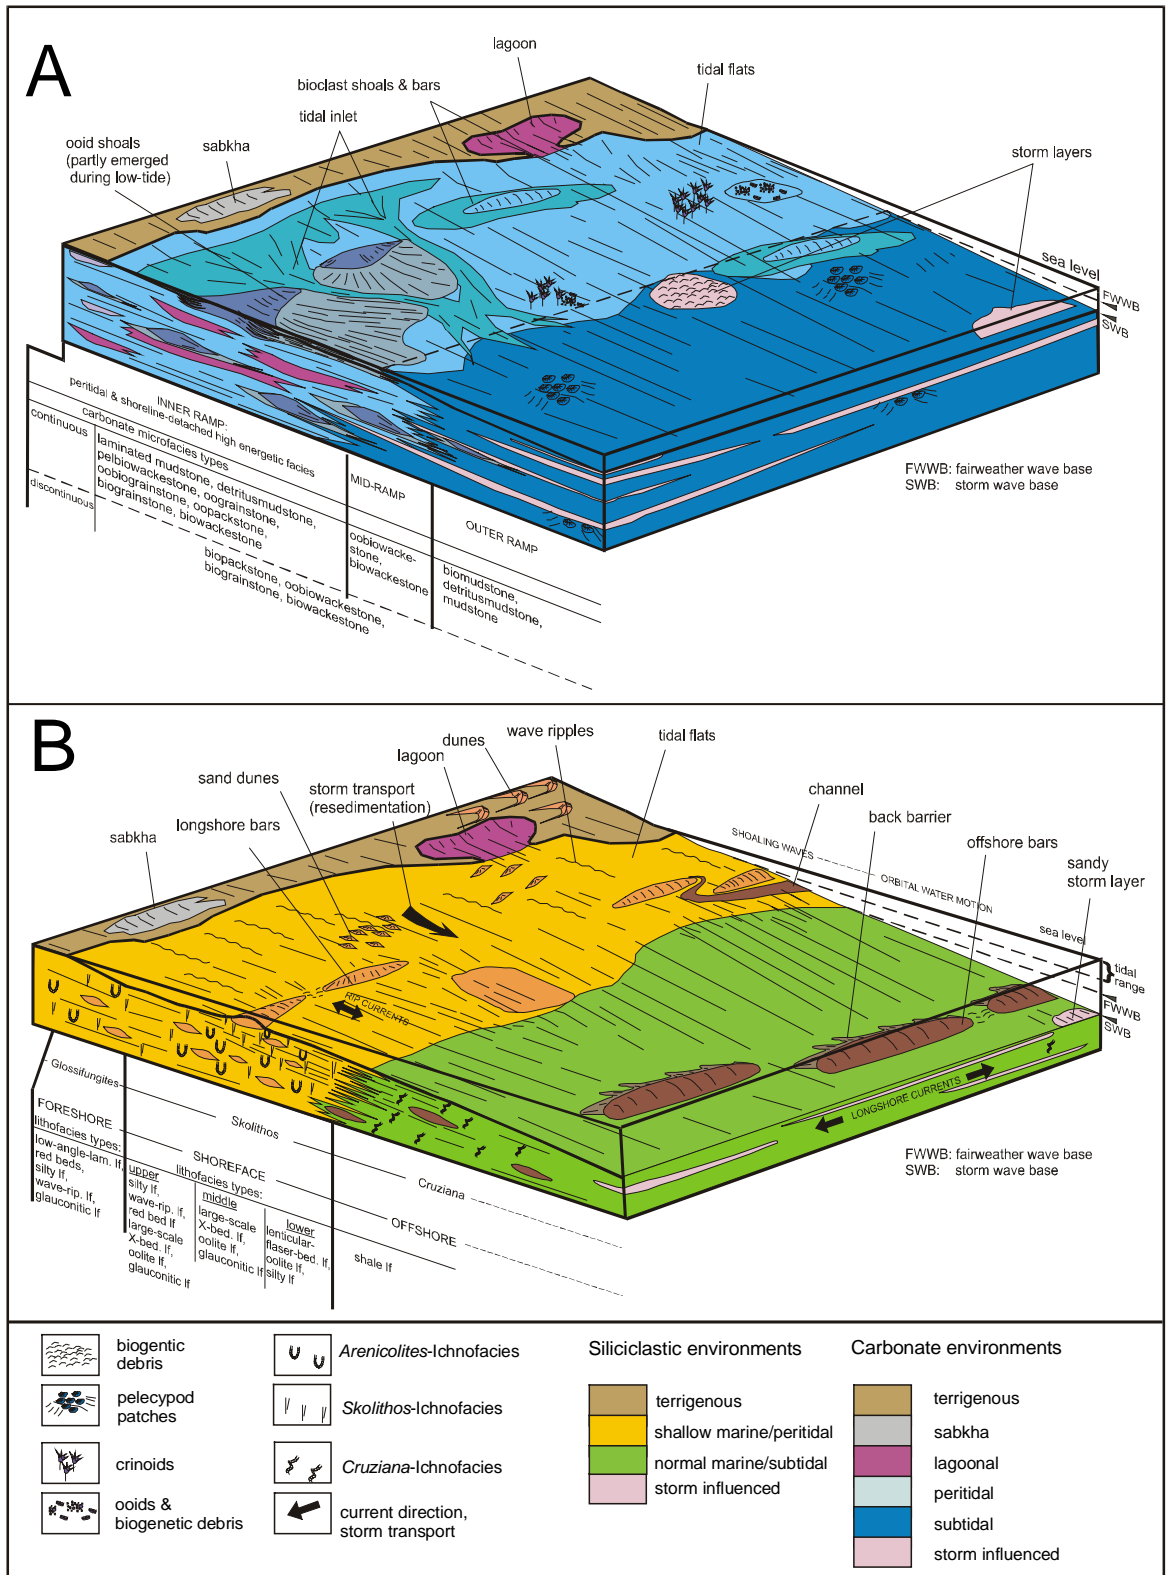 A
lagoon
bioclast shoals & bars
tidal flats
tidal inlet
ooid shoals
(partly emerged
during low-tide)
sabkha
storm layers
sea level
FWWB
SWB
INNER RAMP:
peritidal & shoreline-detached high energetic facies
carbonate microfacies types
continuous
laminated mudstone, detritusmudstone,
pelbiowackestone, oograinstone,
oobiograinstone, oopackstone,
biograinstone, biowackestone
discontinuous
biopackstone, oobiowackestone,
biograinstone, biowackestone
MID-RAMP
oobiowacke-
stone,
biowackestone
OUTER RAMP
biomudstone,
detritusmudstone,
mudstone
FWWB: fairweather wave base
SWB: storm wave base
B
wave ripples
dunes
tidal flats
lagoon
sand dunes
storm transport
(resedimentation)
channel
longshore bars
back barrier
sabkha
offshore bars
sandy
storm layer
SHOALING WAVES
ORBITAL WATER MOTION
sea level
tidal
range
FWWB
SWB
RIP CURRENTS
LONGSHORE CURRENTS
Glossifungites
Skolithos
Cruziana
FORESHORE
SHOREFACE
OFFSHORE
lithofacies types:
low-angle-lam. lf,
red beds,
silty lf,
wave-rip. lf,
glauconitic lf
lithofacies types:
upper
silty lf,
wave-rip. lf,
red bed lf
large-scale
X-bed. lf,
oolite lf,
glauconitic lf
middle
large-scale
X-bed. lf,
oolite lf,
glauconitic lf
lower
lenticular-
flaser-bed. lf,
oolite lf,
silty lf
shale lf
FWWB: fairweather wave base
SWB: storm wave base
biogentic
debris
pelecypod
patches
crinoids
ooids &
biogenetic debris
Arenicolites-Ichnofacies
Skolithos-Ichnofacies
Cruziana-Ichnofacies
current direction,
storm transport
Siliciclastic environments
terrigenous
shallow marine/peritidal
normal marine/subtidal
storm influenced
Carbonate environments
terrigenous
sabkha
lagoonal
peritidal
subtidal
storm influenced